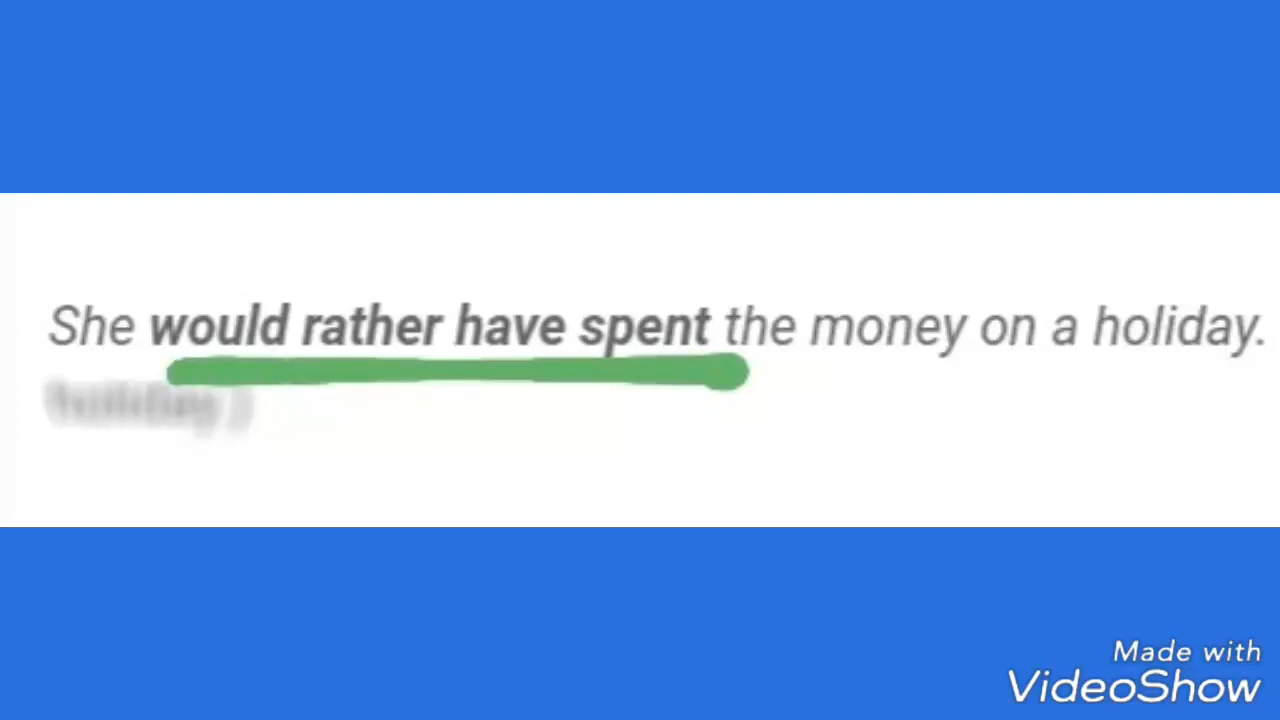 She would rather have spent the money on a holiday.
Made with
VideoShow